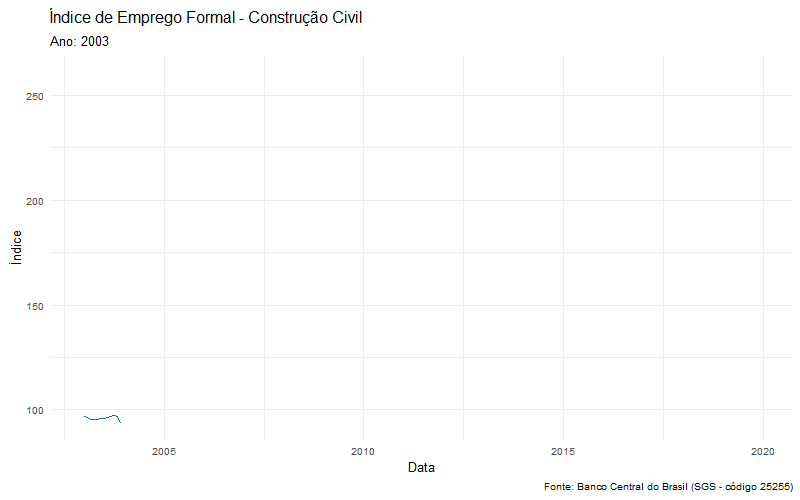 Índice de Emprego Formal - Construção Civil
Ano: 2003
250
200
150
100
Índice
2005
2010
2015
2020
Data
Fonte: Banco Central do Brasil (SGS - código 25255)